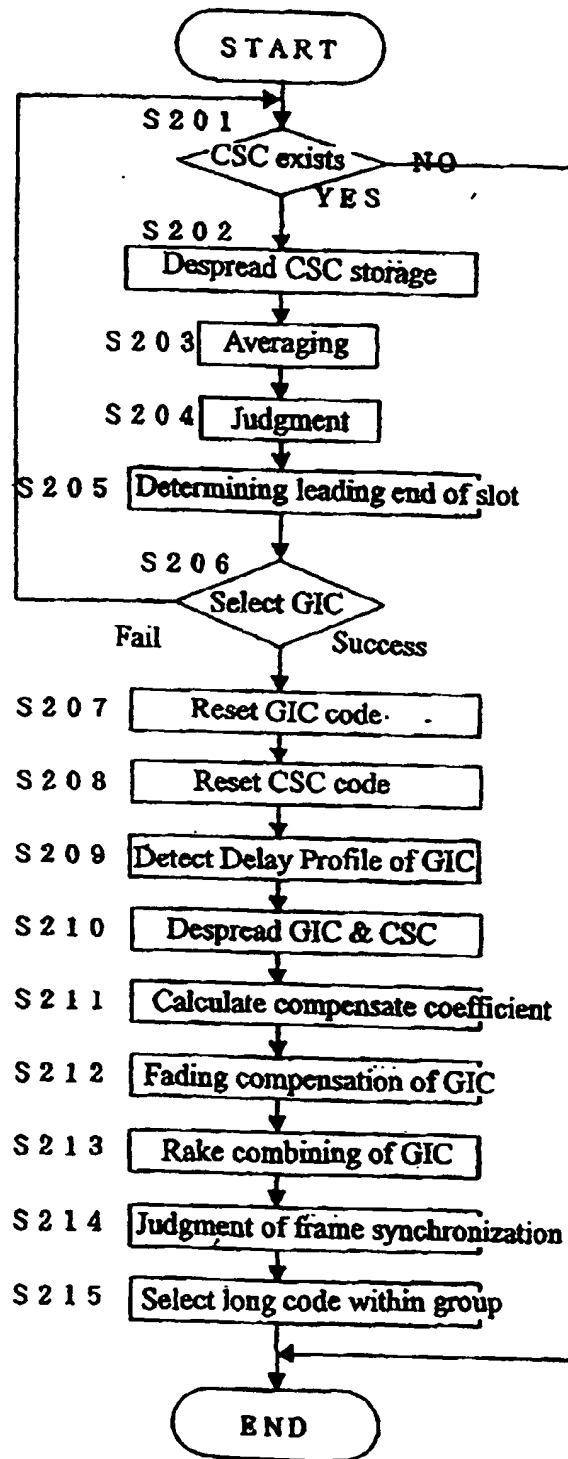 START
S201
CSC exists
NO
YES
S202
Despread CSC storage
S203
Averaging
S204
Judgment
S205
Determining leading end of slot
S206
Select GIC
Fail
Success
S207
Reset GIC code
S208
Reset CSC code
S209
Detect Delay Profile of GIC
S210
Despread GIC & CSC
S211
Calculate compensate coefficient
S212
Fading compensation of GIC
S213
Rake combining of GIC
S214
Judgment of frame synchronization
S215
Select long code within group
END